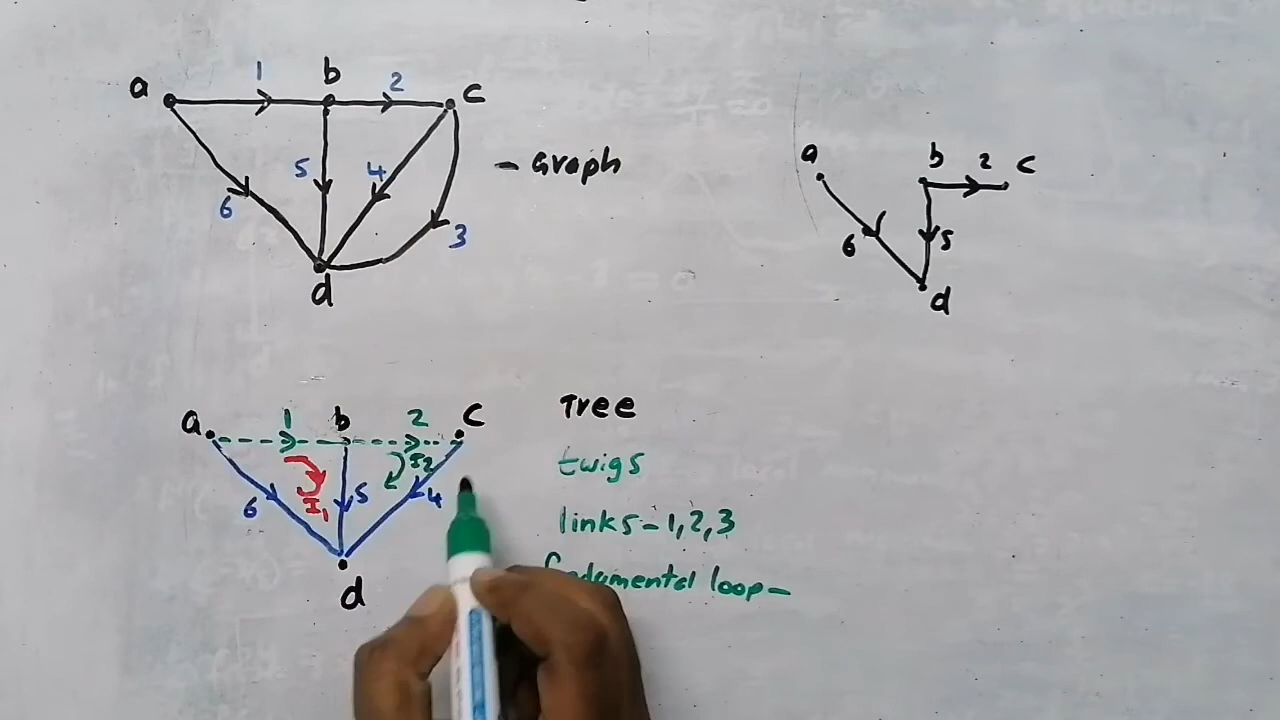 a 1 b 2 c
5 4
6 3
d
- Graph
a b 2 c
6 5
d
a 1 b 2 c
I1 I2
6 5 4
d
Tree
twigs
links - 1,2,3
fundamental loop -